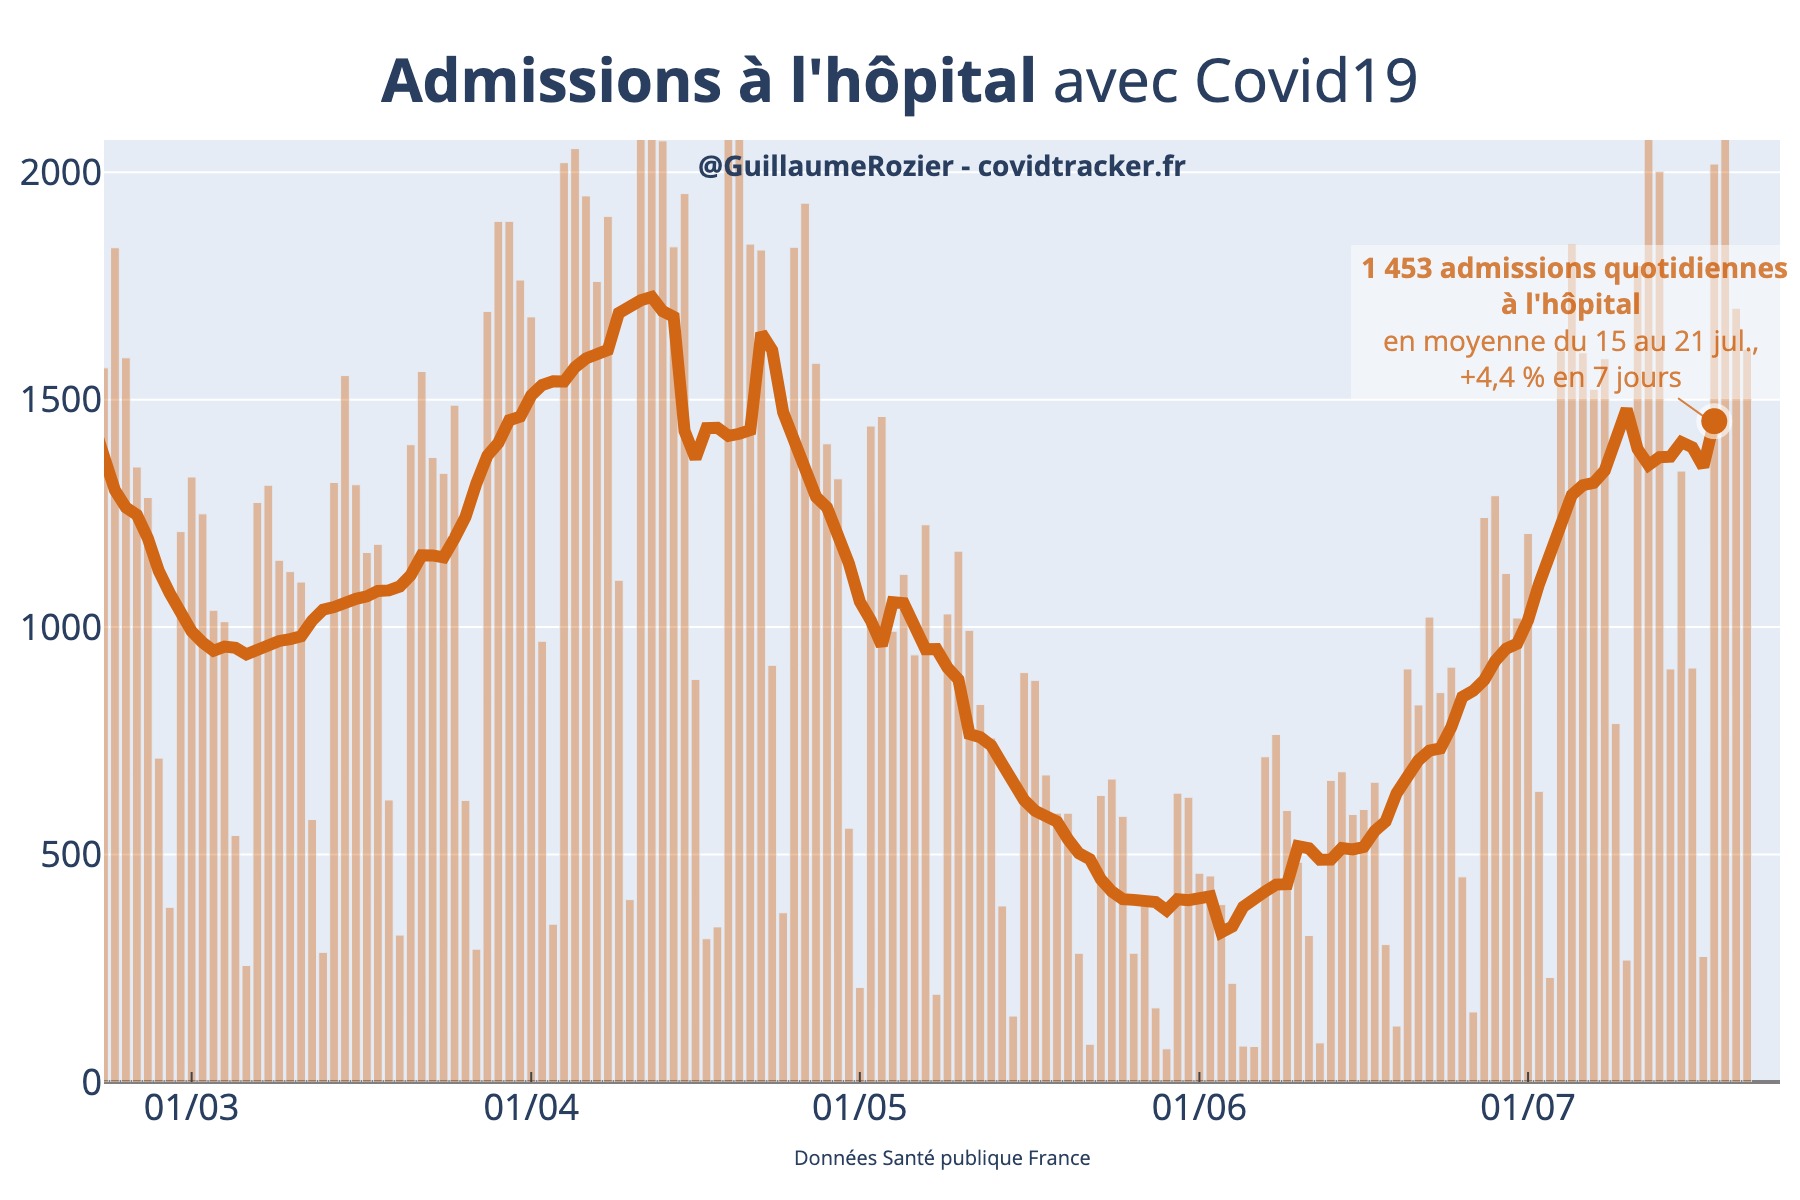 Admissions à l'hôpital avec Covid19
@GuillaumeRozier - covidtracker.fr
2000
1500
1000
500
0
1 453 admissions quotidiennes
à l'hôpital
en moyenne du 15 au 21 jul.,
+4,4 % en 7 jours
01/03 01/04 01/05 01/06 01/07
Données Santé publique France